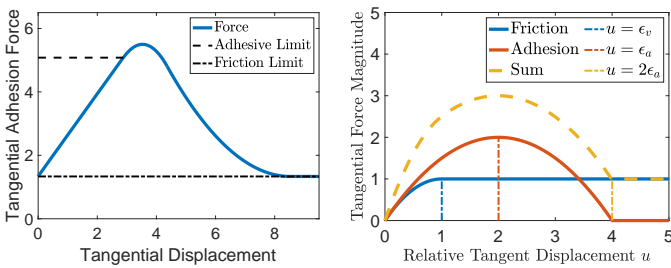 Tangential Adhesion Force
6
4
2
0
0
2
4
6
8
Tangential Displacement
Force
Adhesive Limit
Friction Limit
Tangential Force Magnitude
5
4
3
2
1
0
0
1
2
3
4
5
Relative Tangent Displacement u
Friction
Adhesion
Sum
u = ϵ_v
u = ϵ_a
u = 2ϵ_a